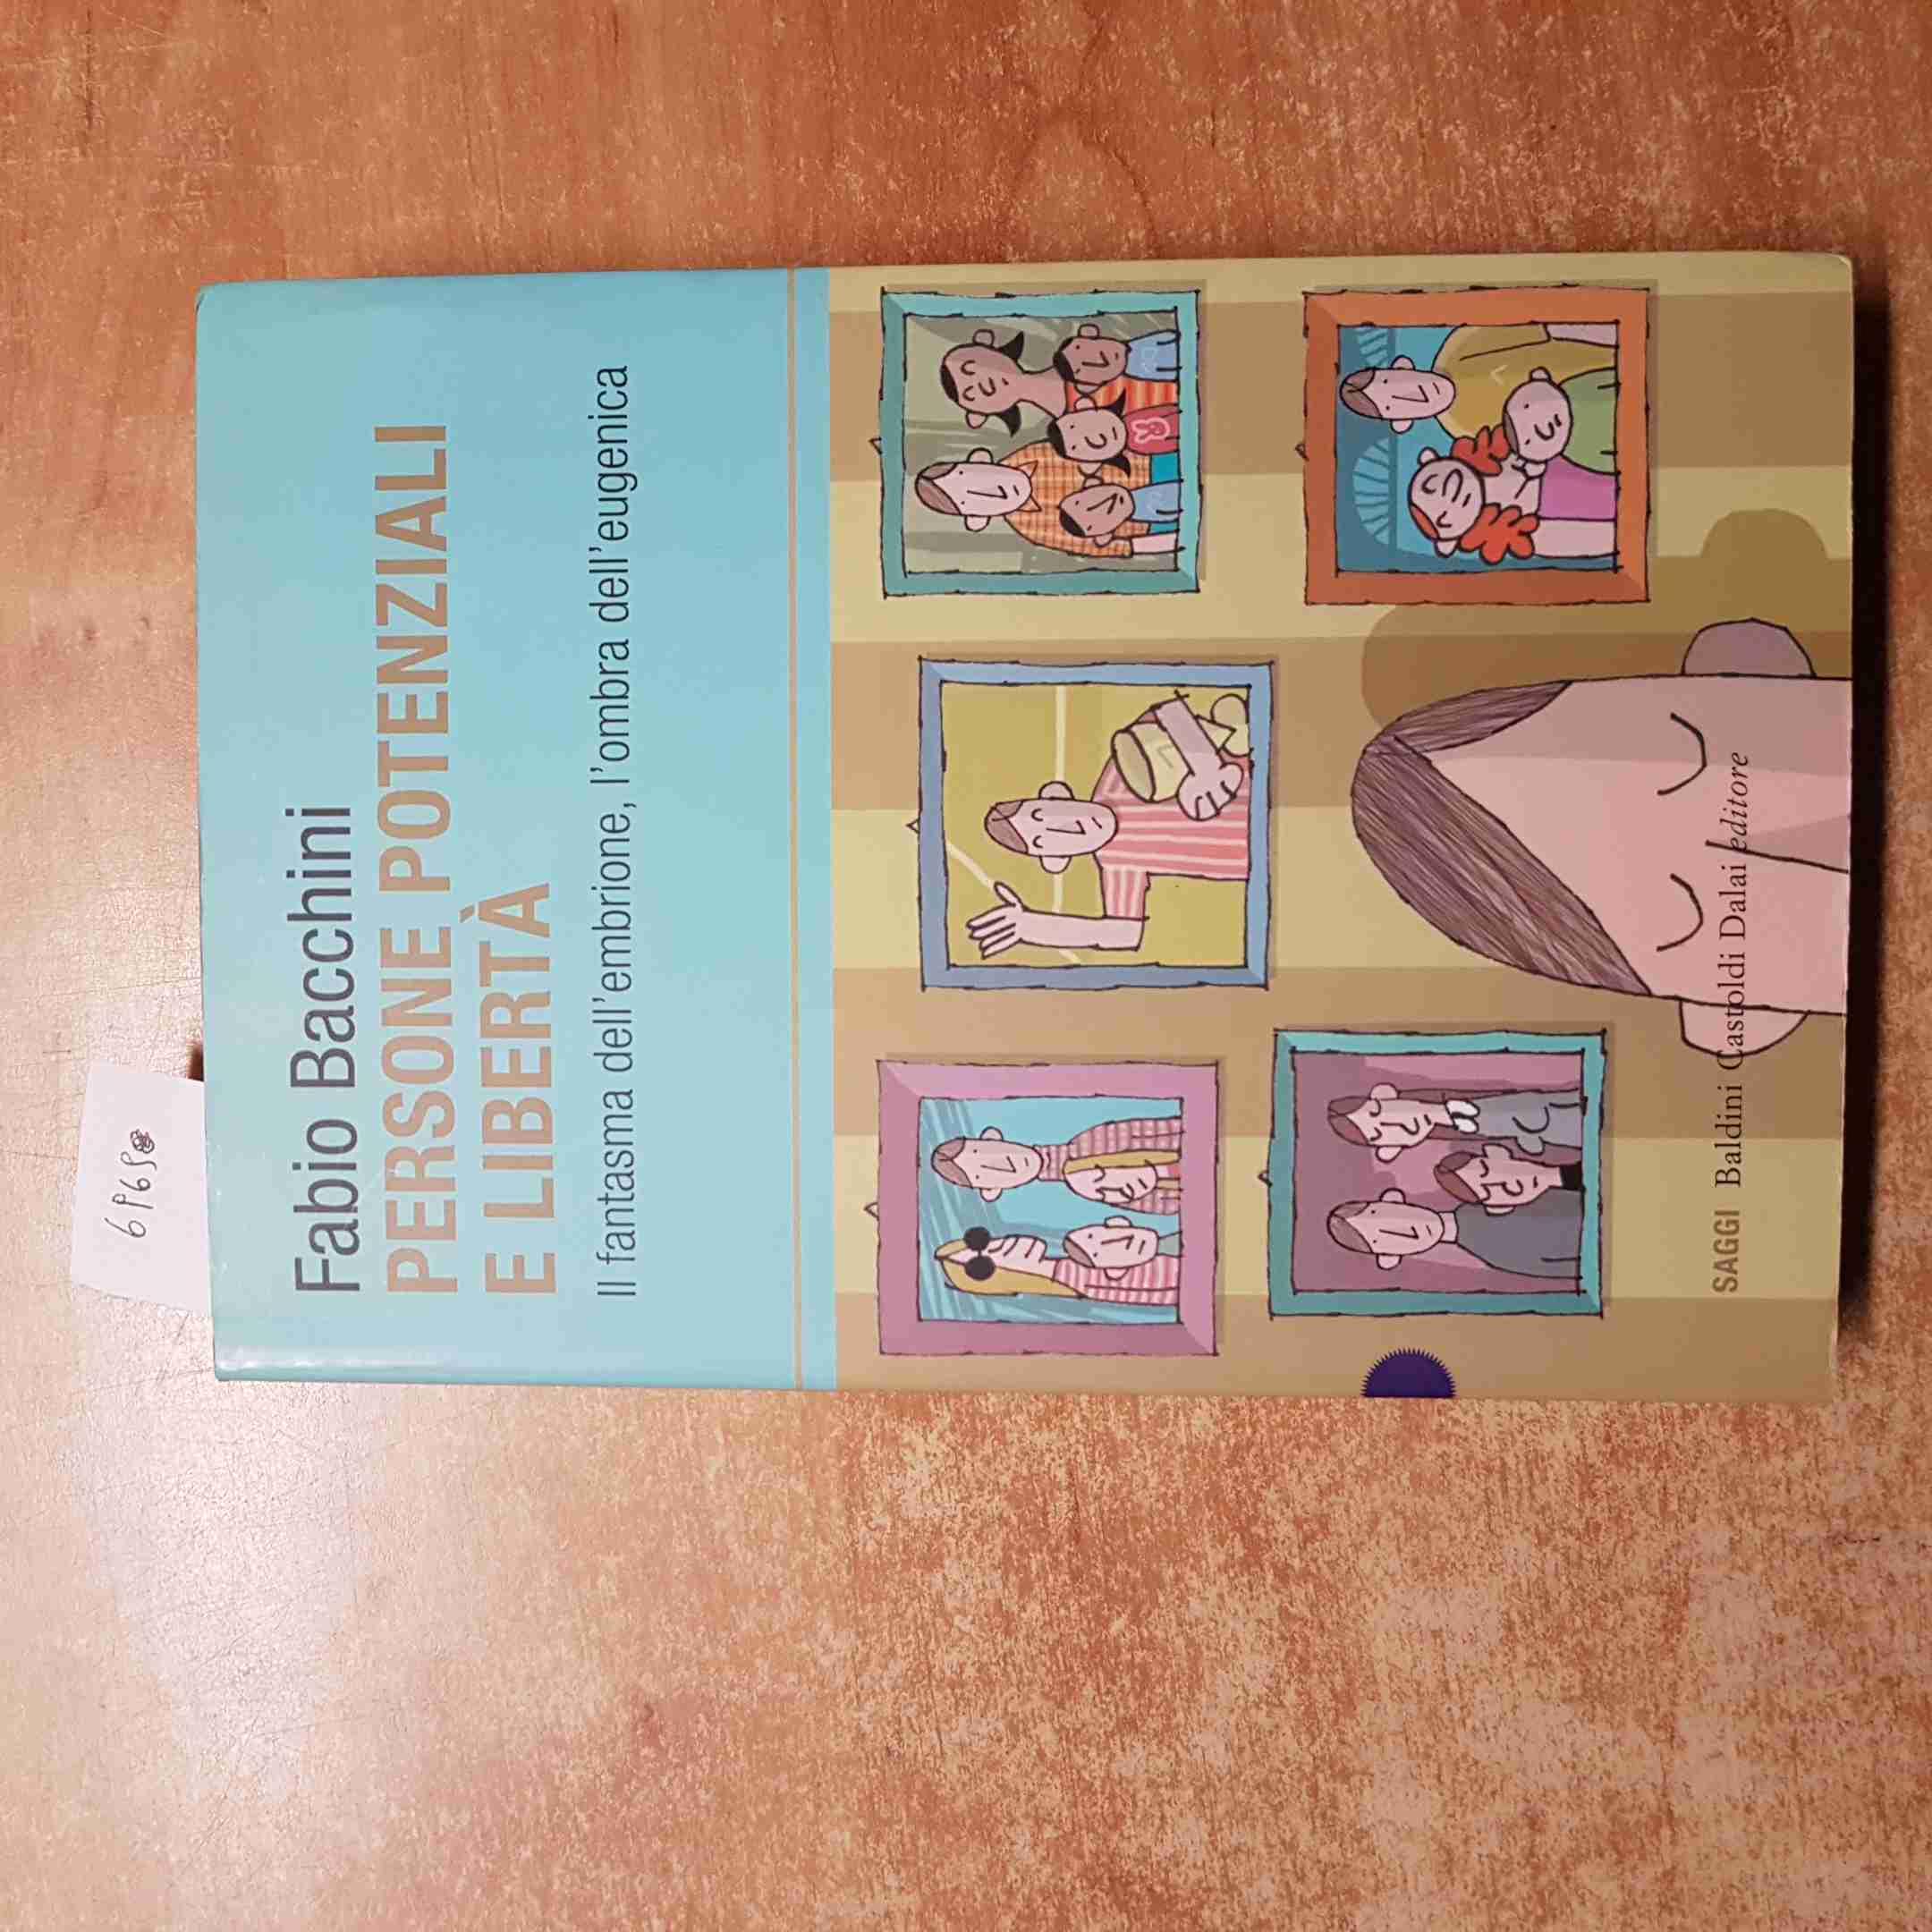 Fabio Bacchini
PERSONE POTENZIALI
E LIBERTÀ
Il fantasma dell'embrione, l'ombra dell'eugenica
SAGGI Baldini Castoldi Dalai editore